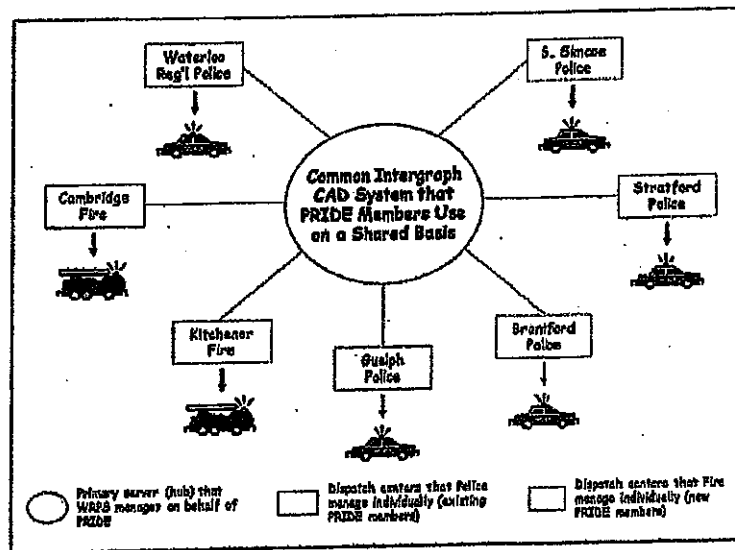 Waterloo
Reg'l Police
S. Simcoe
Police
Common Intergraph
CAD System that
PRIDE Members Use
on a Shared Basis
Cambridge
Fire
Stratford
Police
Kitchener
Fire
Guelph
Police
Brantford
Police
Primary server (hub) that
WRPS manages on behalf of
PRIDE
Dispatch centers that Police
manage individually (existing
PRIDE members)
Dispatch centers that Fire
manage individually (new
PRIDE members)